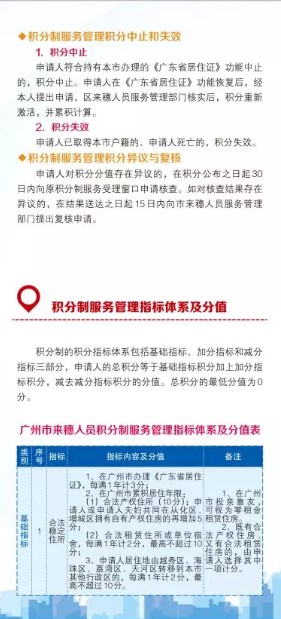 ◆积分制服务管理积分中止和失效
1. 积分中止
申请人符合持有本市办理的《广东省居住证》功能中止
的，积分中止。申请人在《广东省居住证》功能恢复后，经
本人提出申请，区来穗人员服务管理部门核实后，积分重新
激活，并累积计算。
2. 积分失效
申请人已取得本市户籍的、申请人死亡的，积分失效。
◆积分制服务管理积分异议与复核
申请人对积分分值存在异议的，在积分公布之日起30
日内向原积分制服务受理窗口申请核查。如对核查结果存在
异议的，在结果送达之日起15日内向市来穗人员服务管理
部门提出复核申请。
积分制服务管理指标体系及分值
积分制的积分指标体系包括基础指标、加分指标和减分
指标三部分，申请人的总积分等于基础指标积分加上加分指
标积分，减去减分指标积分的分值。总积分的最低分值为0
分。
广州市来穗人员积分制服务管理指标体系及分值表
类别 序号 指标 指标内容及分值 备注
基础指标
1
合法稳定住所
1、在广州市办理《广东省居住
证》，每满1年计3分；
2、在广州市累积居住年限；
（1）合法产权住所（10分）；申
请人或申请人夫妇共同在从化区、
增城区拥有自有产权住房的再增加5
分；
（2）合法租赁住所或单位宿
舍，每满1年计2分，最高不超过10
分；
3、申请人居住地由越秀区、海
珠区、荔湾区、天河区转移到本市
其他行政区的，每满1年计2分，最
高不超过10分。
1、在广州
市投亲靠友，
可视为零租金
租赁住房。
2、既有合
法产权住房，
又有合法租赁
住房的，由申
请人选择其中
一项计分。